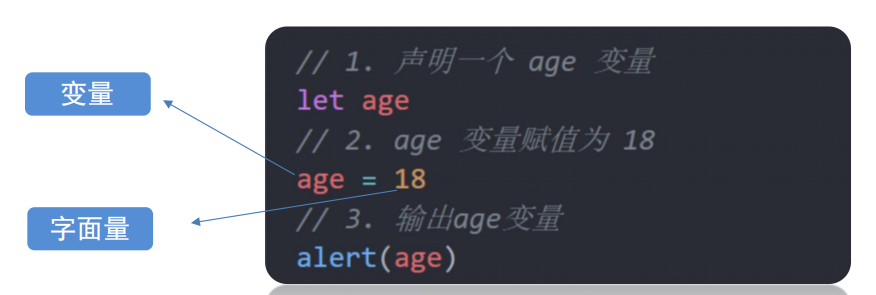 // 1. 声明一个 age 变量
变量
let age
// 2. age 变量赋值为 18
age = 18
字面量
// 3. 输出age变量
alert(age)